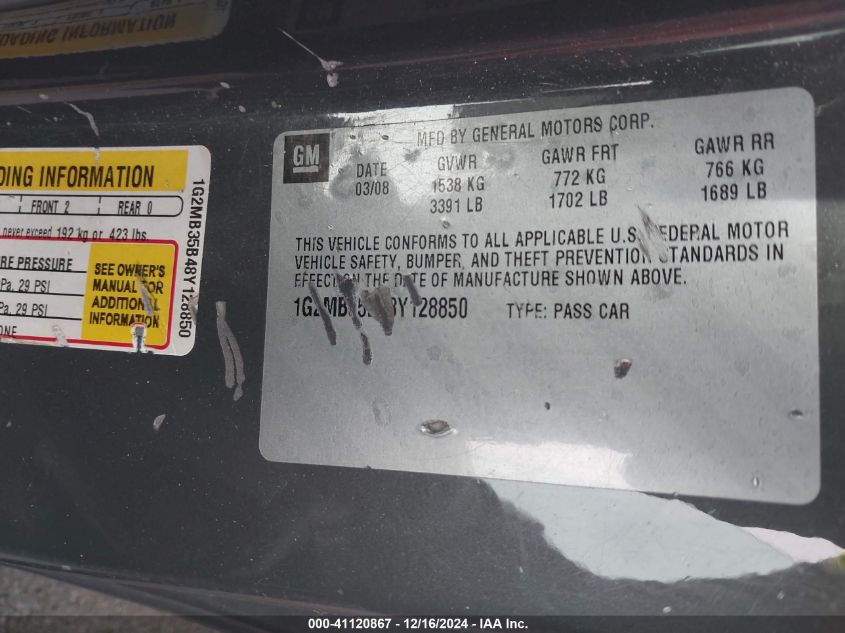 OADING INFORMATION
DING INFORMATION
FRONT 2 REAR 0
never exceed 192 kg or 423 lbs.
RE PRESSURE
Pa, 29 PSI
Pa, 29 PSI
ONE
SEE OWNER'S
MANUAL FOR
ADDITIONAL
INFORMATION
1G2MB35B48Y128850
GM
MFD BY GENERAL MOTORS CORP.
DATE GVWR GAWR FRT GAWR RR
03/08 1538 KG 772 KG 766 KG
3391 LB 1702 LB 1689 LB
THIS VEHICLE CONFORMS TO ALL APPLICABLE U.S. FEDERAL MOTOR
VEHICLE SAFETY, BUMPER, AND THEFT PREVENTION STANDARDS IN
EFFECT ON THE DATE OF MANUFACTURE SHOWN ABOVE.
TYPE: PASS CAR
000-41120867 - 12/16/2024 - IAA Inc.